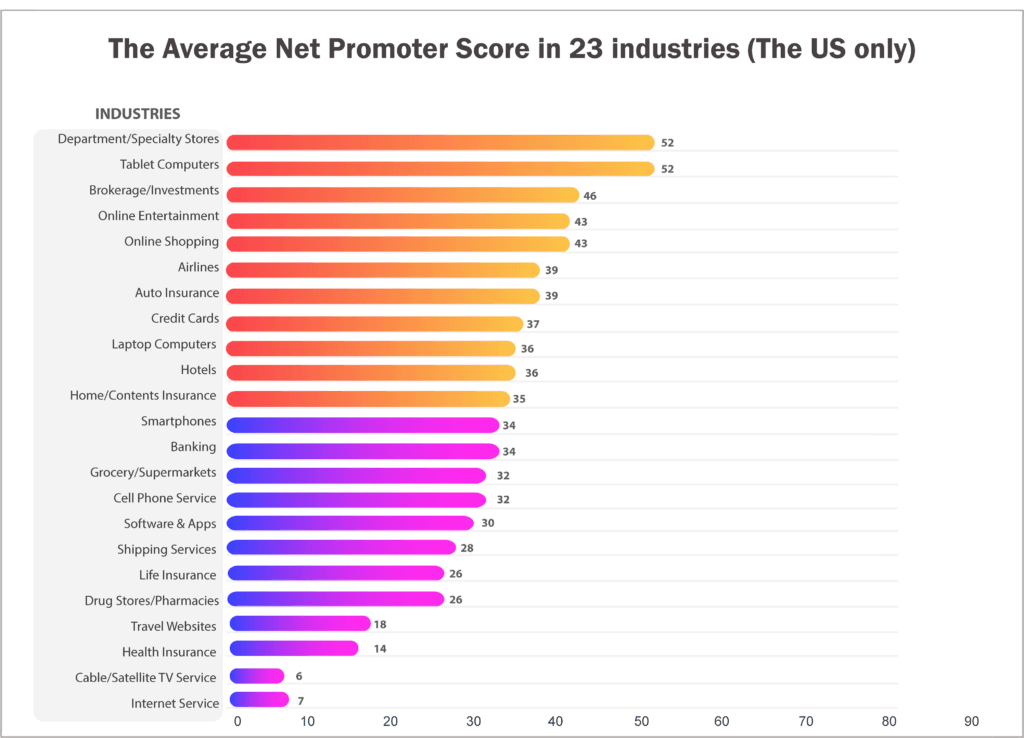 The Average Net Promoter Score in 23 industries (The US only)
INDUSTRIES
Department/Specialty Stores 52
Tablet Computers 52
Brokerage/Investments 46
Online Entertainment 43
Online Shopping 43
Airlines 39
Auto Insurance 39
Credit Cards 37
Laptop Computers 36
Hotels 36
Home/Contents Insurance 35
Smartphones 34
Banking 34
Grocery/Supermarkets 32
Cell Phone Service 32
Software & Apps 30
Shipping Services 28
Life Insurance 26
Drug Stores/Pharmacies 26
Travel Websites 18
Health Insurance 14
Cable/Satellite TV Service 6
Internet Service 7
0 10 20 30 40 50 60 70 80 90